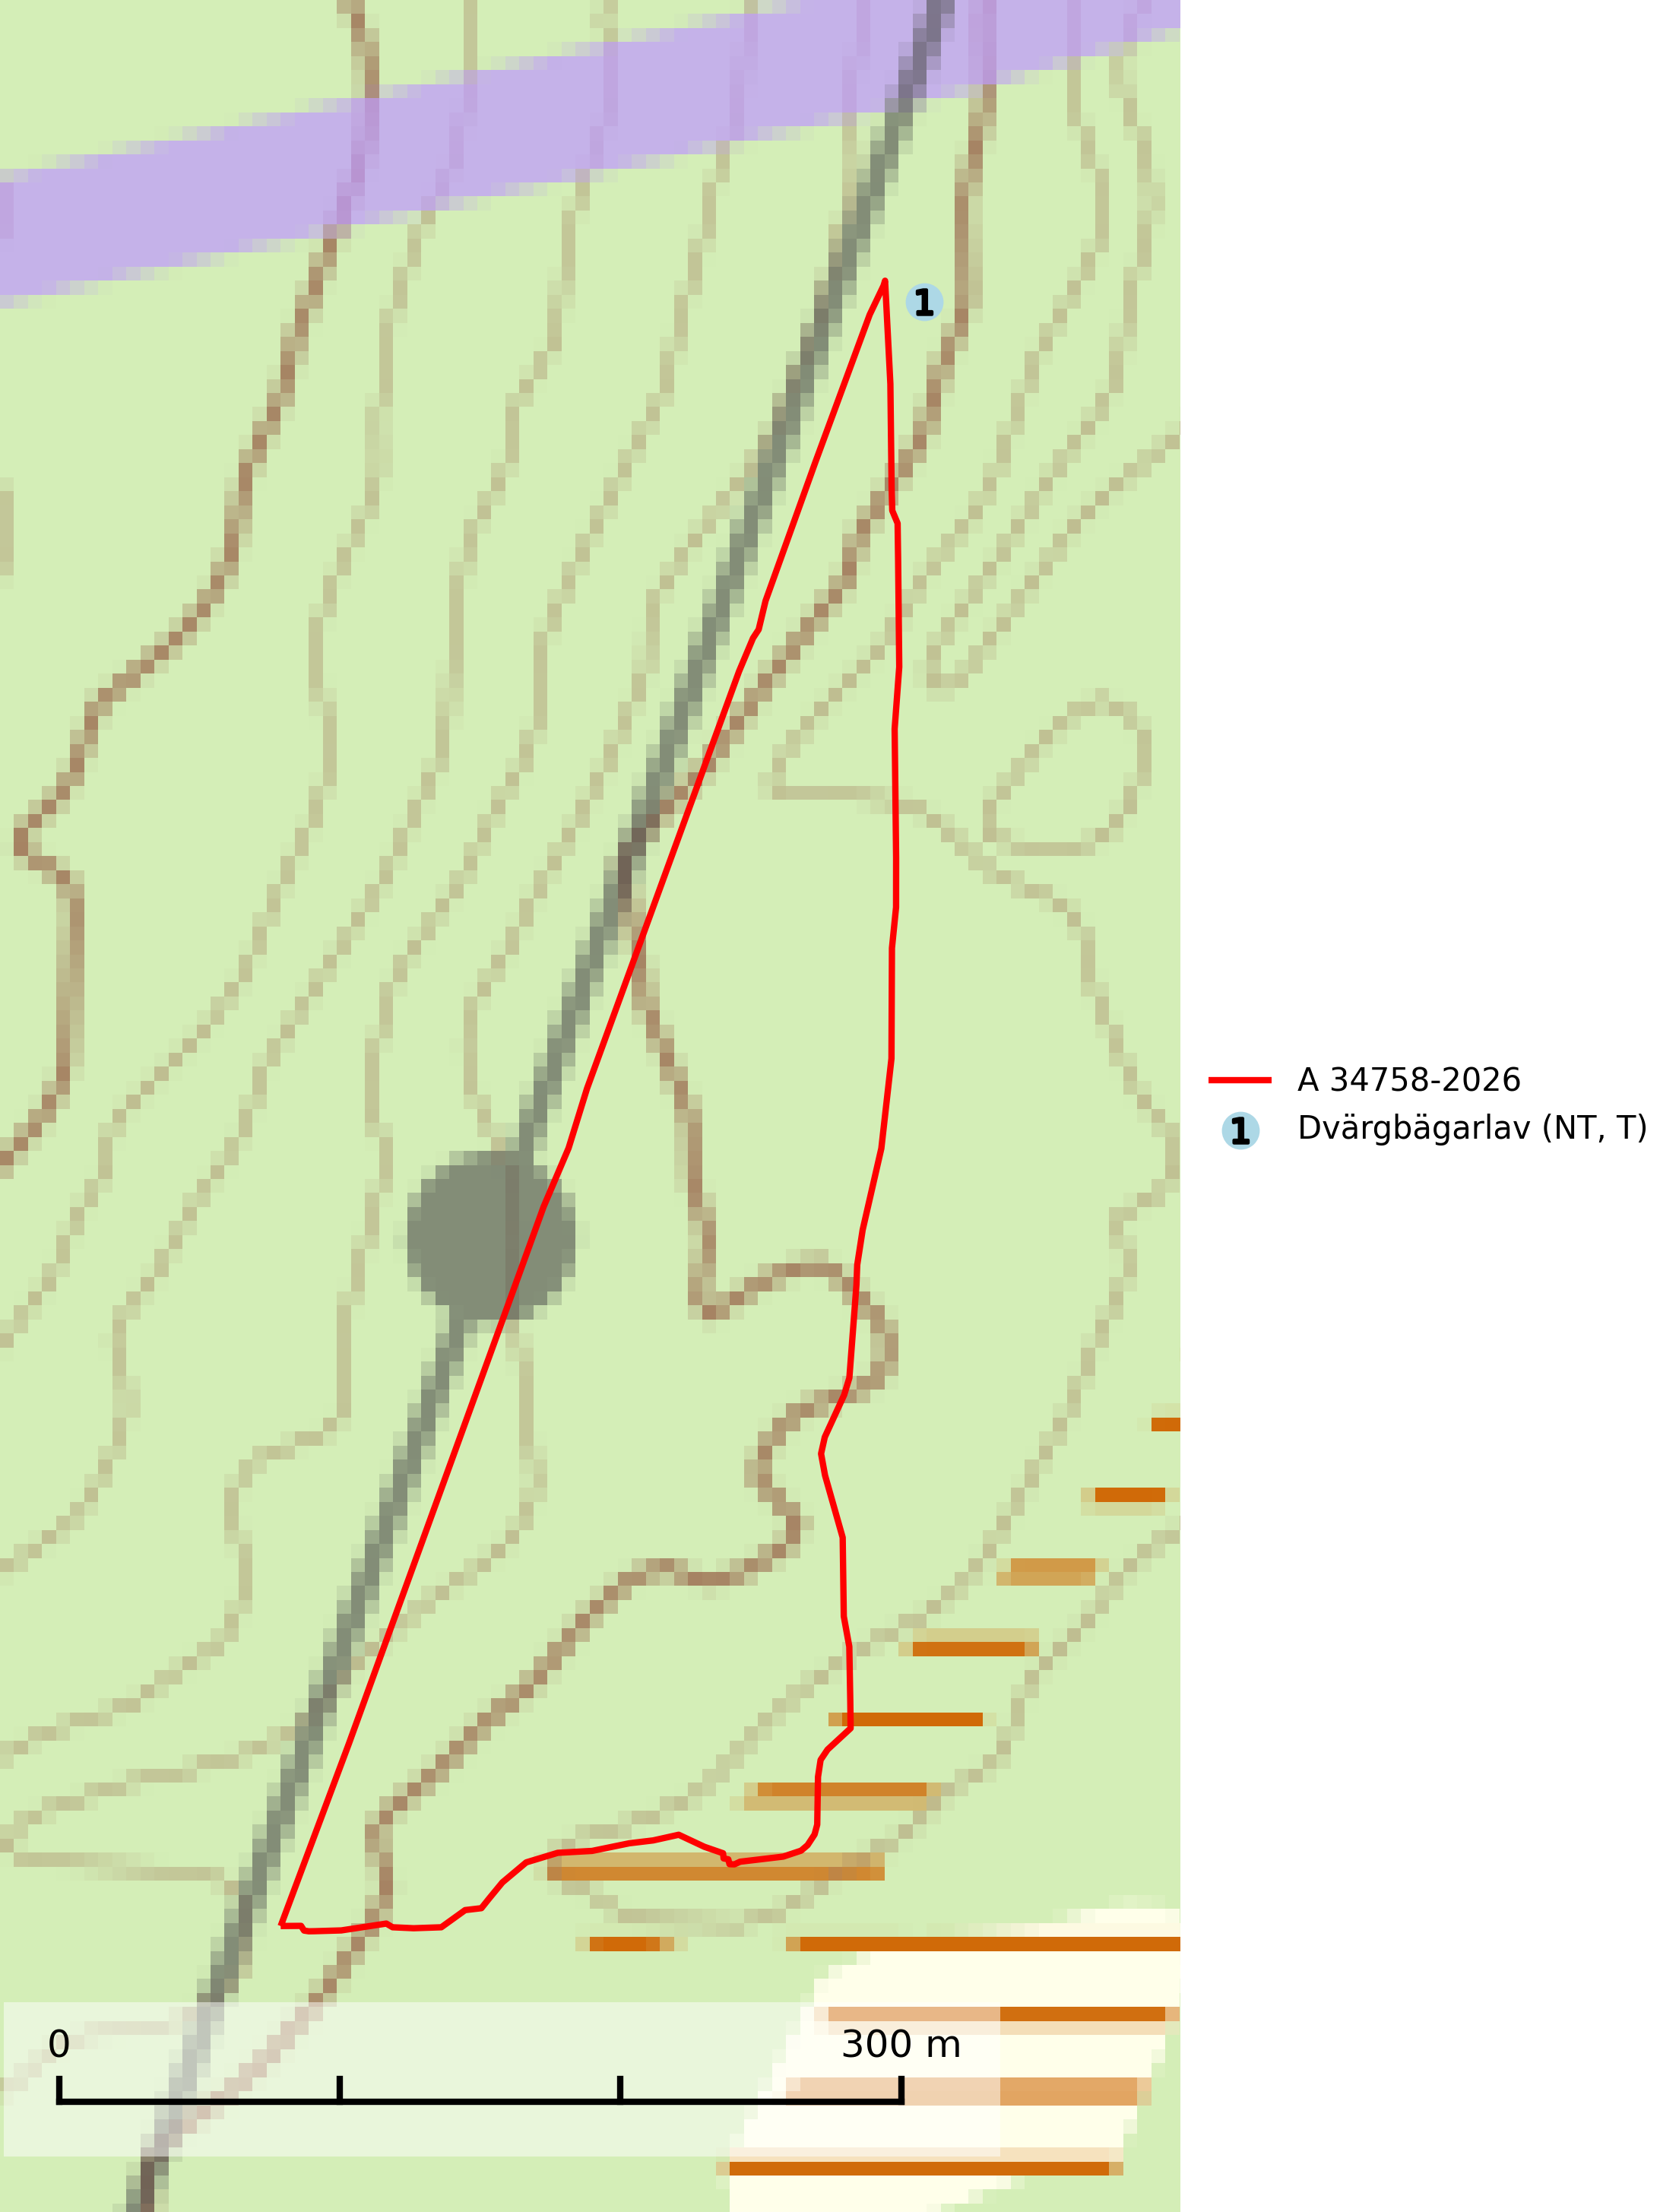 1
A 34758-2026
1 Dvärgbägarlav (NT, T)
0 300 m